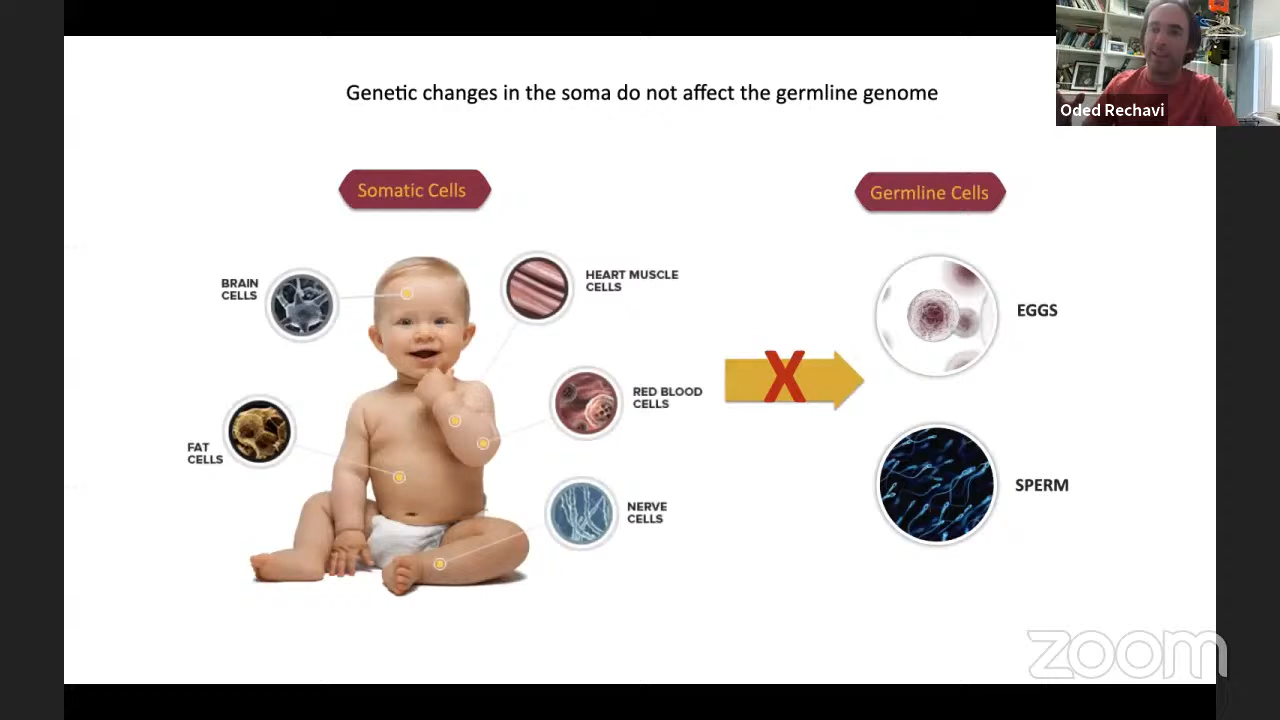 Genetic changes in the soma do not affect the germline genome
Oded Rechavi
Somatic Cells
Germline Cells
BRAIN
CELLS
HEART MUSCLE
CELLS
EGGS
RED BLOOD
CELLS
X
FAT
CELLS
SPERM
NERVE
CELLS
zoom